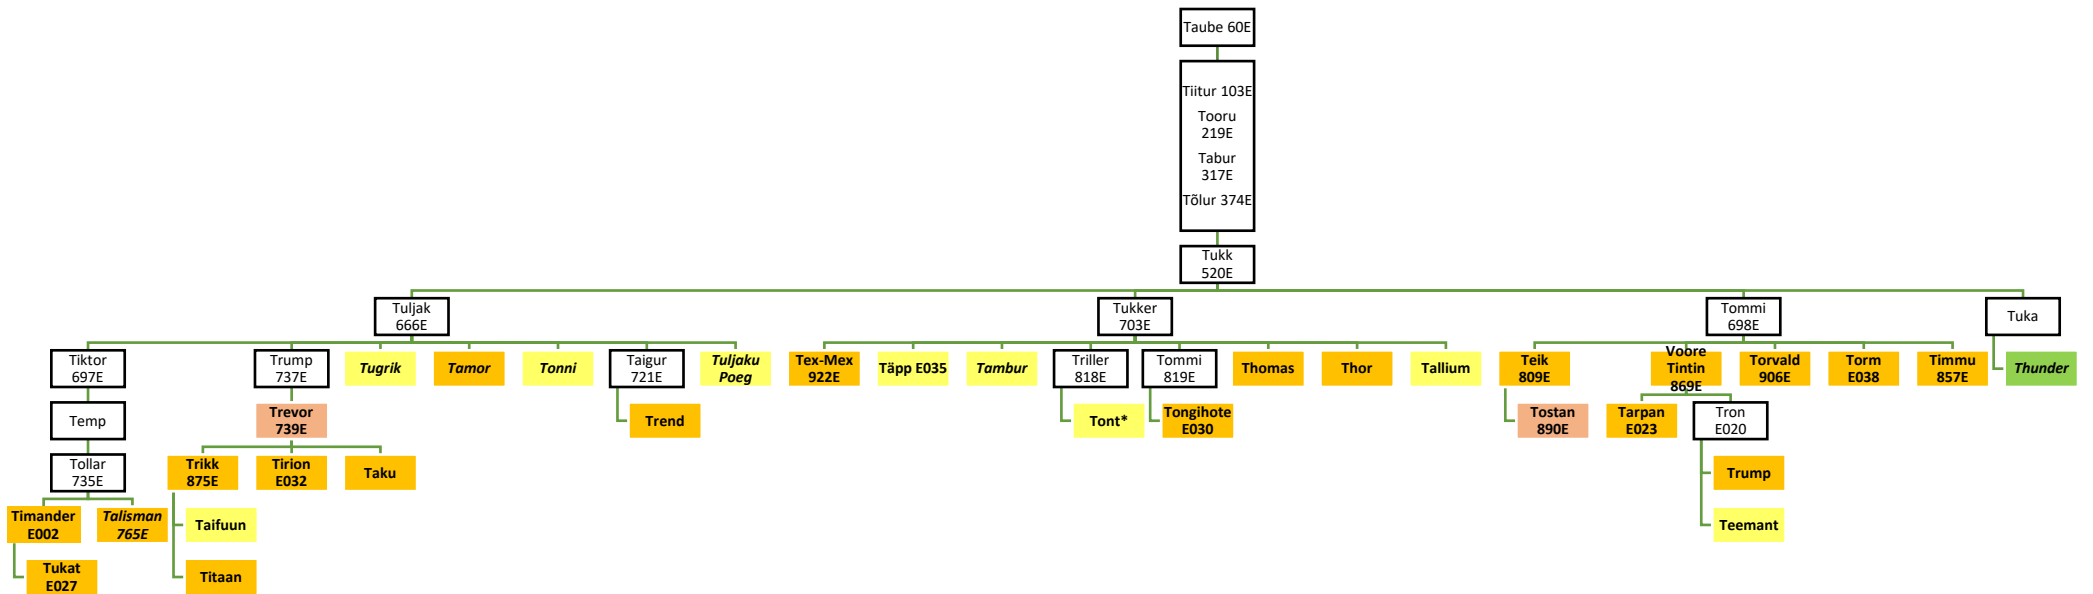 Taube 60E
Tiitur 103E
Tooru
219E
Tabur
317E
Tõlur 374E
Tukk
520E
Tuljak
666E
Tukker
703E
Tommi
698E
Tuka
Tiktor
697E
Trump
737E
Tugrik
Tamor
Tonni
Taigur
721E
Tuljaku
Poeg
Tex-Mex
922E
Täpp E035
Tambur
Triller
818E
Tommi
819E
Thomas
Thor
Tallium
Teik
809E
Voore
Tintin
869E
Torvald
906E
Torm
E038
Timmu
857E
Thunder
Temp
Trevor
739E
Trend
Tont*
Tongihote
E030
Tostan
890E
Tarpan
E023
Tron
E020
Tollar
735E
Trikk
875E
Tirion
E032
Taku
Trump
Timander
E002
Talisman
765E
Taifuun
Teemant
Tukat
E027
Titaan